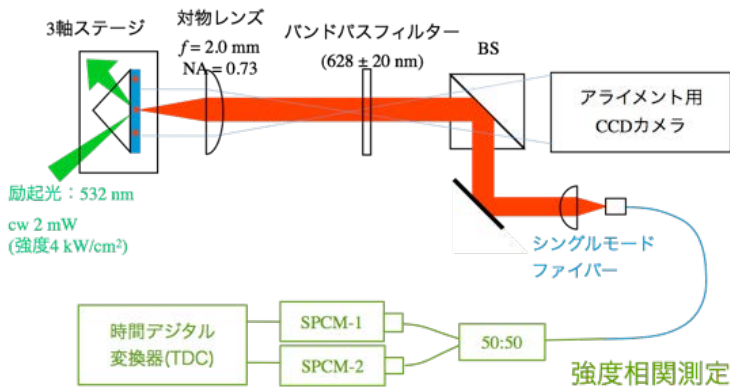 3軸ステージ
対物レンズ
f = 2.0 mm
NA = 0.73
バンドパスフィルター
(628 ± 20 nm)
BS
アライメント用
CCDカメラ
励起光：532 nm
cw 2 mW
(強度4 kW/cm²)
シングルモード
ファイバー
時間デジタル
変換器(TDC)
SPCM-1
SPCM-2
50:50
強度相関測定